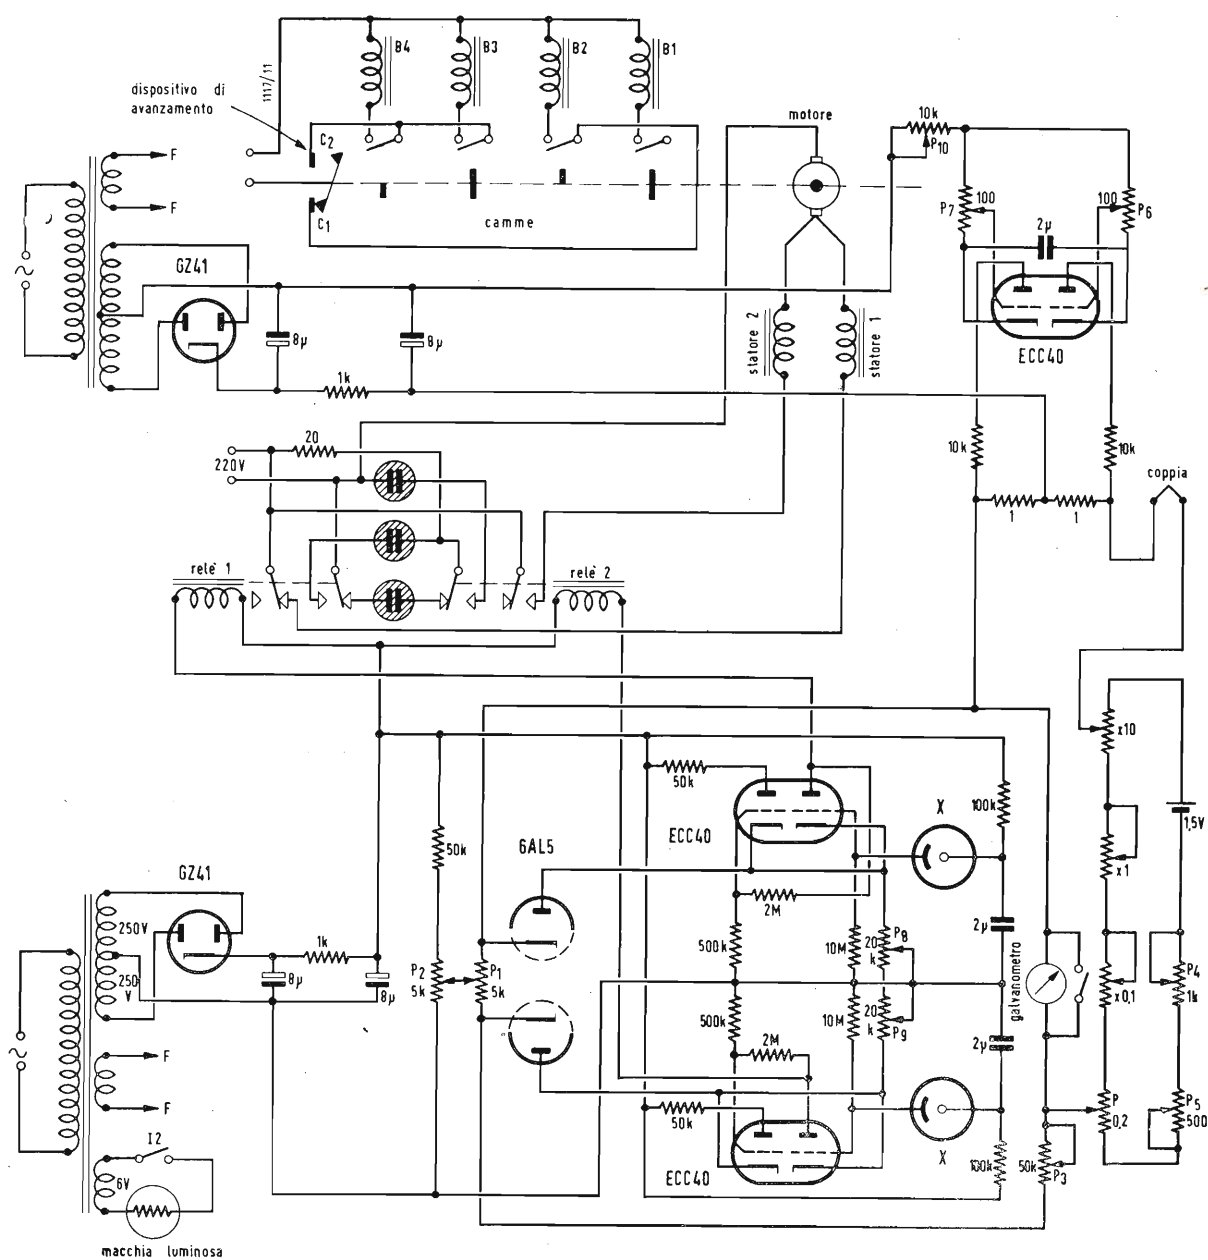 B4
B3
B2
B1
1117/11
dispositivo di
avanzamento
C2
C1
camme
motore
10k
P10
F
F
GZ41
8µ
8µ
1k
100
P7
2µ
100
P6
ECC40
statore 2
statore 1
20
220V
10k
10k
1
1
coppia
relè 1
relè 2
x10
50k
ECC40
X
100k
1,5V
x1
50k
6AL5
GZ41
250V
250
V
1k
8µ
8µ
2M
500k
10M
20
k
P8
2µ
P2
5k
P1
5k
500k
10M
20
k
P9
2µ
galvanometro
x0,1
P4
1k
2M
F
F
50k
ECC40
X
100k
50k
P3
P
0,2
P5
500
I2
6V
macchia luminosa